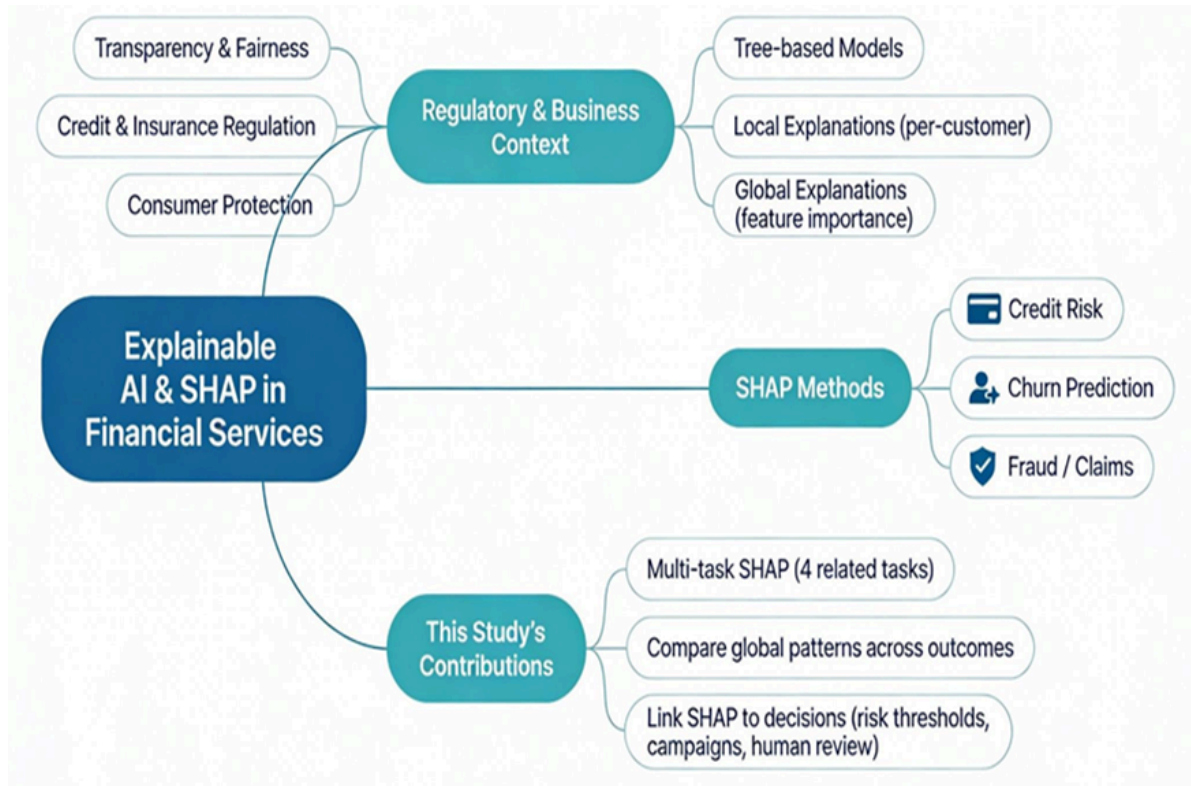 Transparency & Fairness
Credit & Insurance Regulation
Consumer Protection
Regulatory & Business
Context
Tree-based Models
Local Explanations (per-customer)
Global Explanations
(feature importance)
Explainable
AI & SHAP in
Financial Services
SHAP Methods
Credit Risk
Churn Prediction
Fraud / Claims
This Study's
Contributions
Multi-task SHAP (4 related tasks)
Compare global patterns across outcomes
Link SHAP to decisions (risk thresholds,
campaigns, human review)